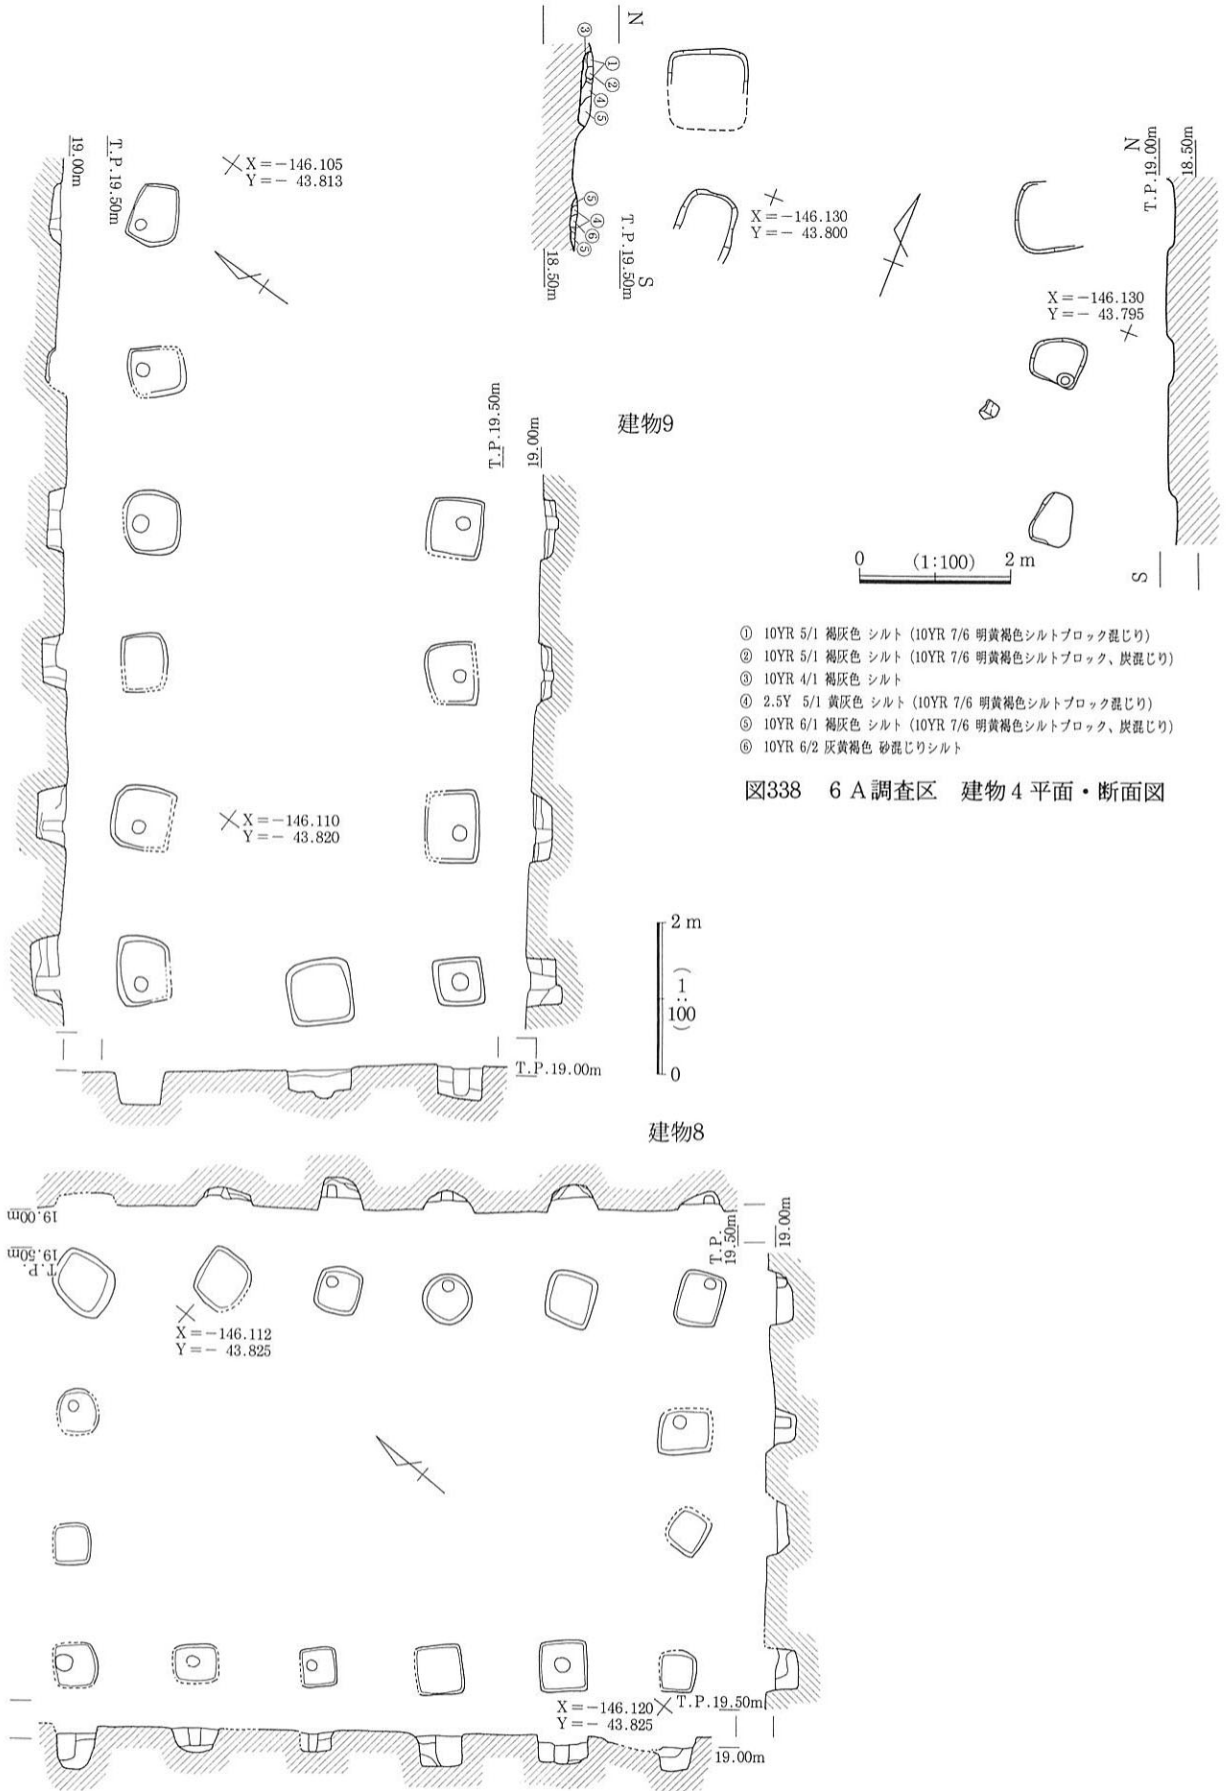 N
③
①
②
④
⑤
⑤
④
⑥
⑤
T.P.19.50m
18.50m
S
X=-146.130
Y=- 43.800
N
T.P.19.00m
18.50m
X=-146.130
Y=- 43.795
S
0 (1:100) 2 m
19.00m
T.P.19.50m
X=-146.105
Y=- 43.813
建物9
T.P.19.50m
19.00m
① 10YR 5/1 褐灰色 シルト (10YR 7/6 明黄褐色シルトブロック混じり)
② 10YR 5/1 褐灰色 シルト (10YR 7/6 明黄褐色シルトブロック、炭混じり)
③ 10YR 4/1 褐灰色 シルト
④ 2.5Y 5/1 黄灰色 シルト (10YR 7/6 明黄褐色シルトブロック混じり)
⑤ 10YR 6/1 褐灰色 シルト (10YR 7/6 明黄褐色シルトブロック、炭混じり)
⑥ 10YR 6/2 灰黄褐色 砂混じりシルト
図338 6 A調査区 建物 4 平面・断面図
X=-146.110
Y=- 43.820
2 m
(1:100)
0
T.P.19.00m
建物8
19.00m
T.P.
19.50m
T.P.
19.50m
19.00m
X=-146.112
Y=- 43.825
X=-146.120
Y=- 43.825
T.P.19.50m
19.00m